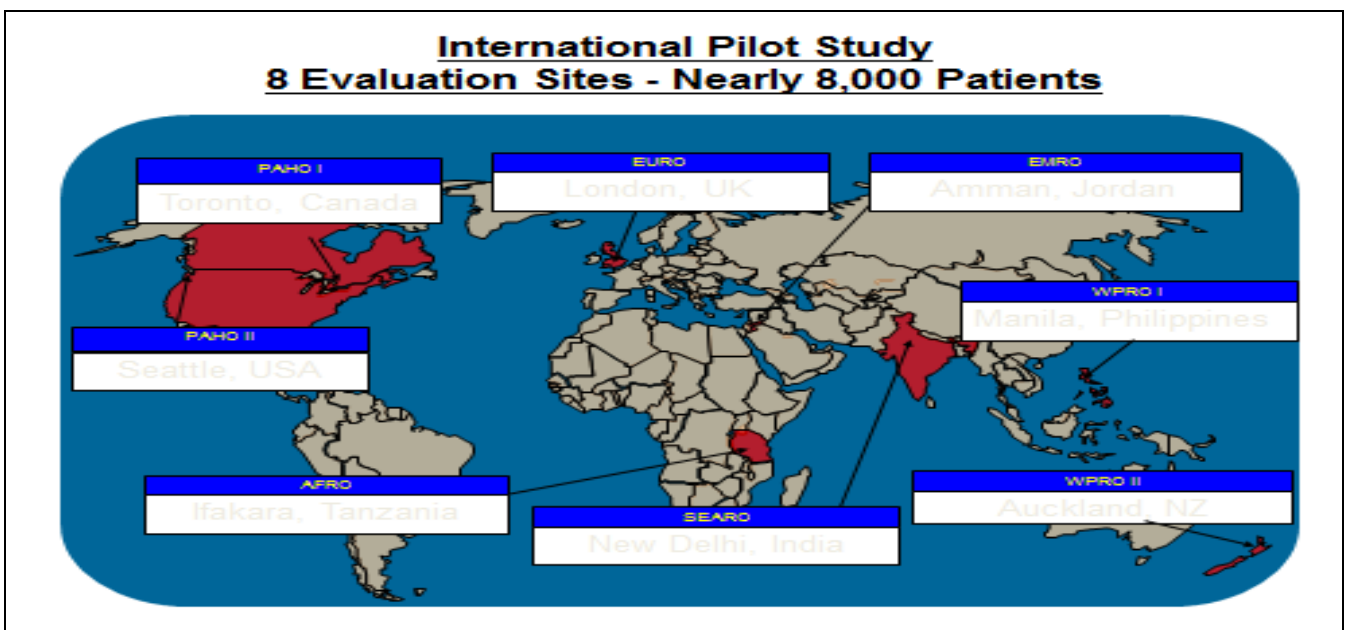 International Pilot Study
8 Evaluation Sites - Nearly 8,000 Patients
PAHO I
Toronto, Canada
EURO
London, UK
EMRO
Amman, Jordan
WPRO I
Manila, Philippines
PAHO II
Seattle, USA
AFRO
Ifakara, Tanzania
SEARO
New Delhi, India
WPRO II
Auckland, NZ